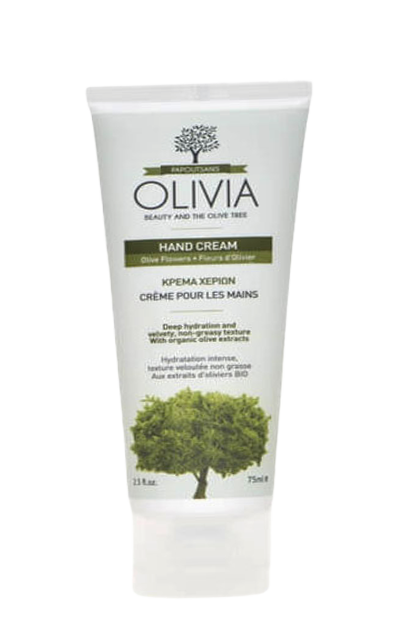 PAPOUTSANIS
OLIVIA
BEAUTY AND THE OLIVE TREE
HAND CREAM
Olive Flowers • Fleurs d'Olivier
ΚΡΕΜΑ ΧΕΡΙΩΝ
CRÈME POUR LES MAINS
Deep hydration and
velvety, non-greasy texture
With organic olive extracts
Hydratation intense,
texture veloutée non grasse
Aux extraits d'oliviers BIO
2.5 fl.oz. 75ml e